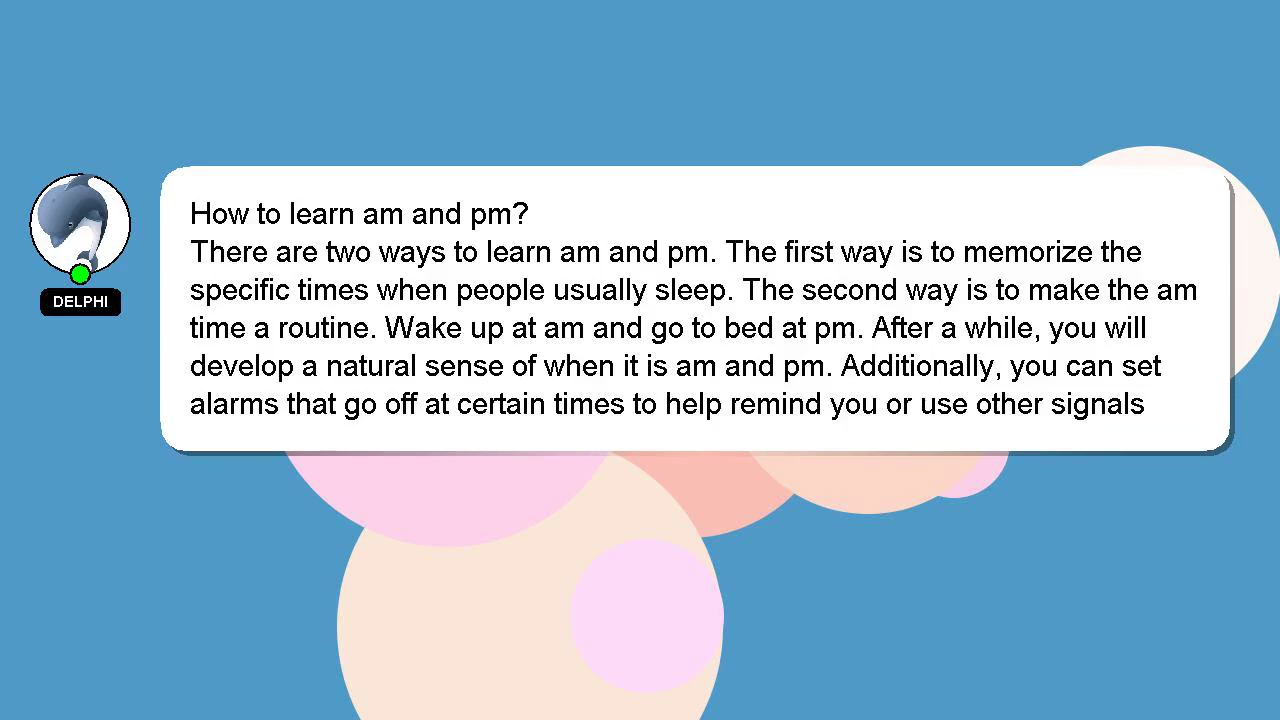 How to learn am and pm?
There are two ways to learn am and pm. The first way is to memorize the
specific times when people usually sleep. The second way is to make the am
time a routine. Wake up at am and go to bed at pm. After a while, you will
develop a natural sense of when it is am and pm. Additionally, you can set
alarms that go off at certain times to help remind you or use other signals
DELPHI